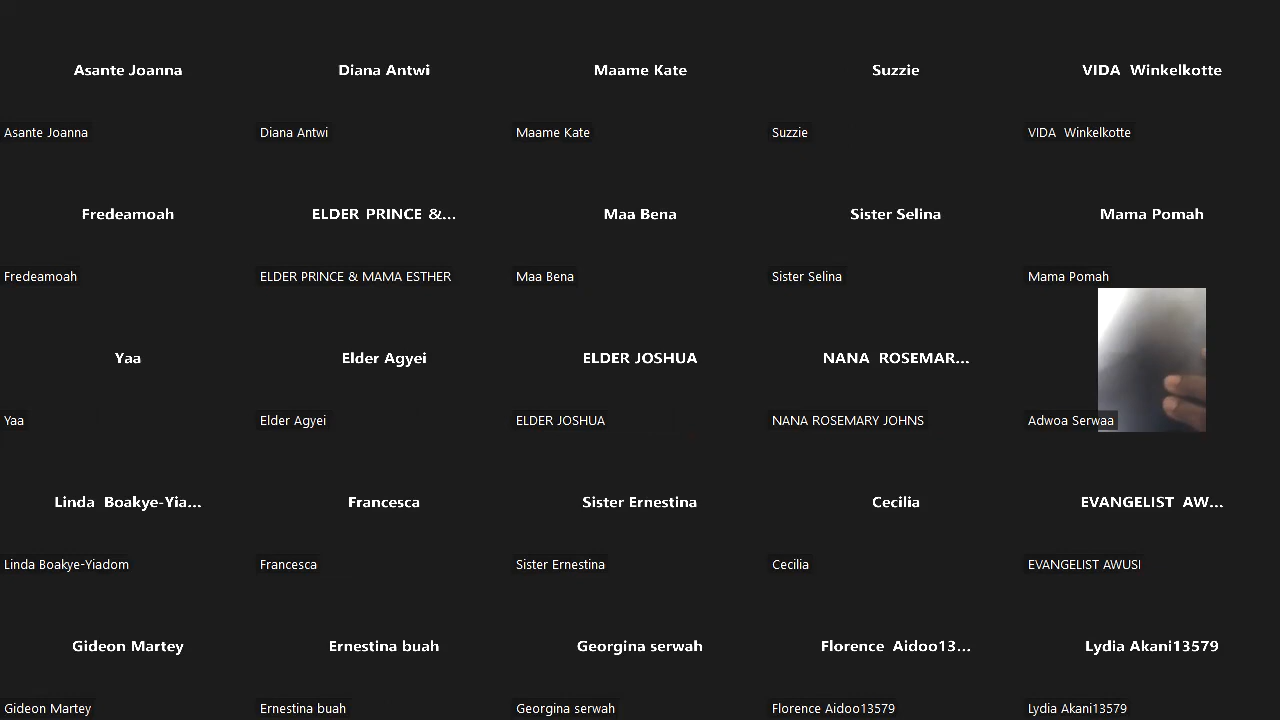 Asante Joanna
Diana Antwi
Maame Kate
Suzzie
VIDA Winkelkotte
Asante Joanna
Diana Antwi
Maame Kate
Suzzie
VIDA Winkelkotte
Fredeamoah
ELDER PRINCE &...
Maa Bena
Sister Selina
Mama Pomah
Fredeamoah
ELDER PRINCE & MAMA ESTHER
Maa Bena
Sister Selina
Mama Pomah
Yaa
Elder Agyei
ELDER JOSHUA
NANA ROSEMAR...
Yaa
Elder Agyei
ELDER JOSHUA
NANA ROSEMARY JOHNS
Adwoa Serwaa
Linda Boakye-Yia...
Francesca
Sister Ernestina
Cecilia
EVANGELIST AW...
Linda Boakye-Yiadom
Francesca
Sister Ernestina
Cecilia
EVANGELIST AWUSI
Gideon Martey
Ernestina buah
Georgina serwah
Florence Aidoo13...
Lydia Akani13579
Gideon Martey
Ernestina buah
Georgina serwah
Florence Aidoo13579
Lydia Akani13579